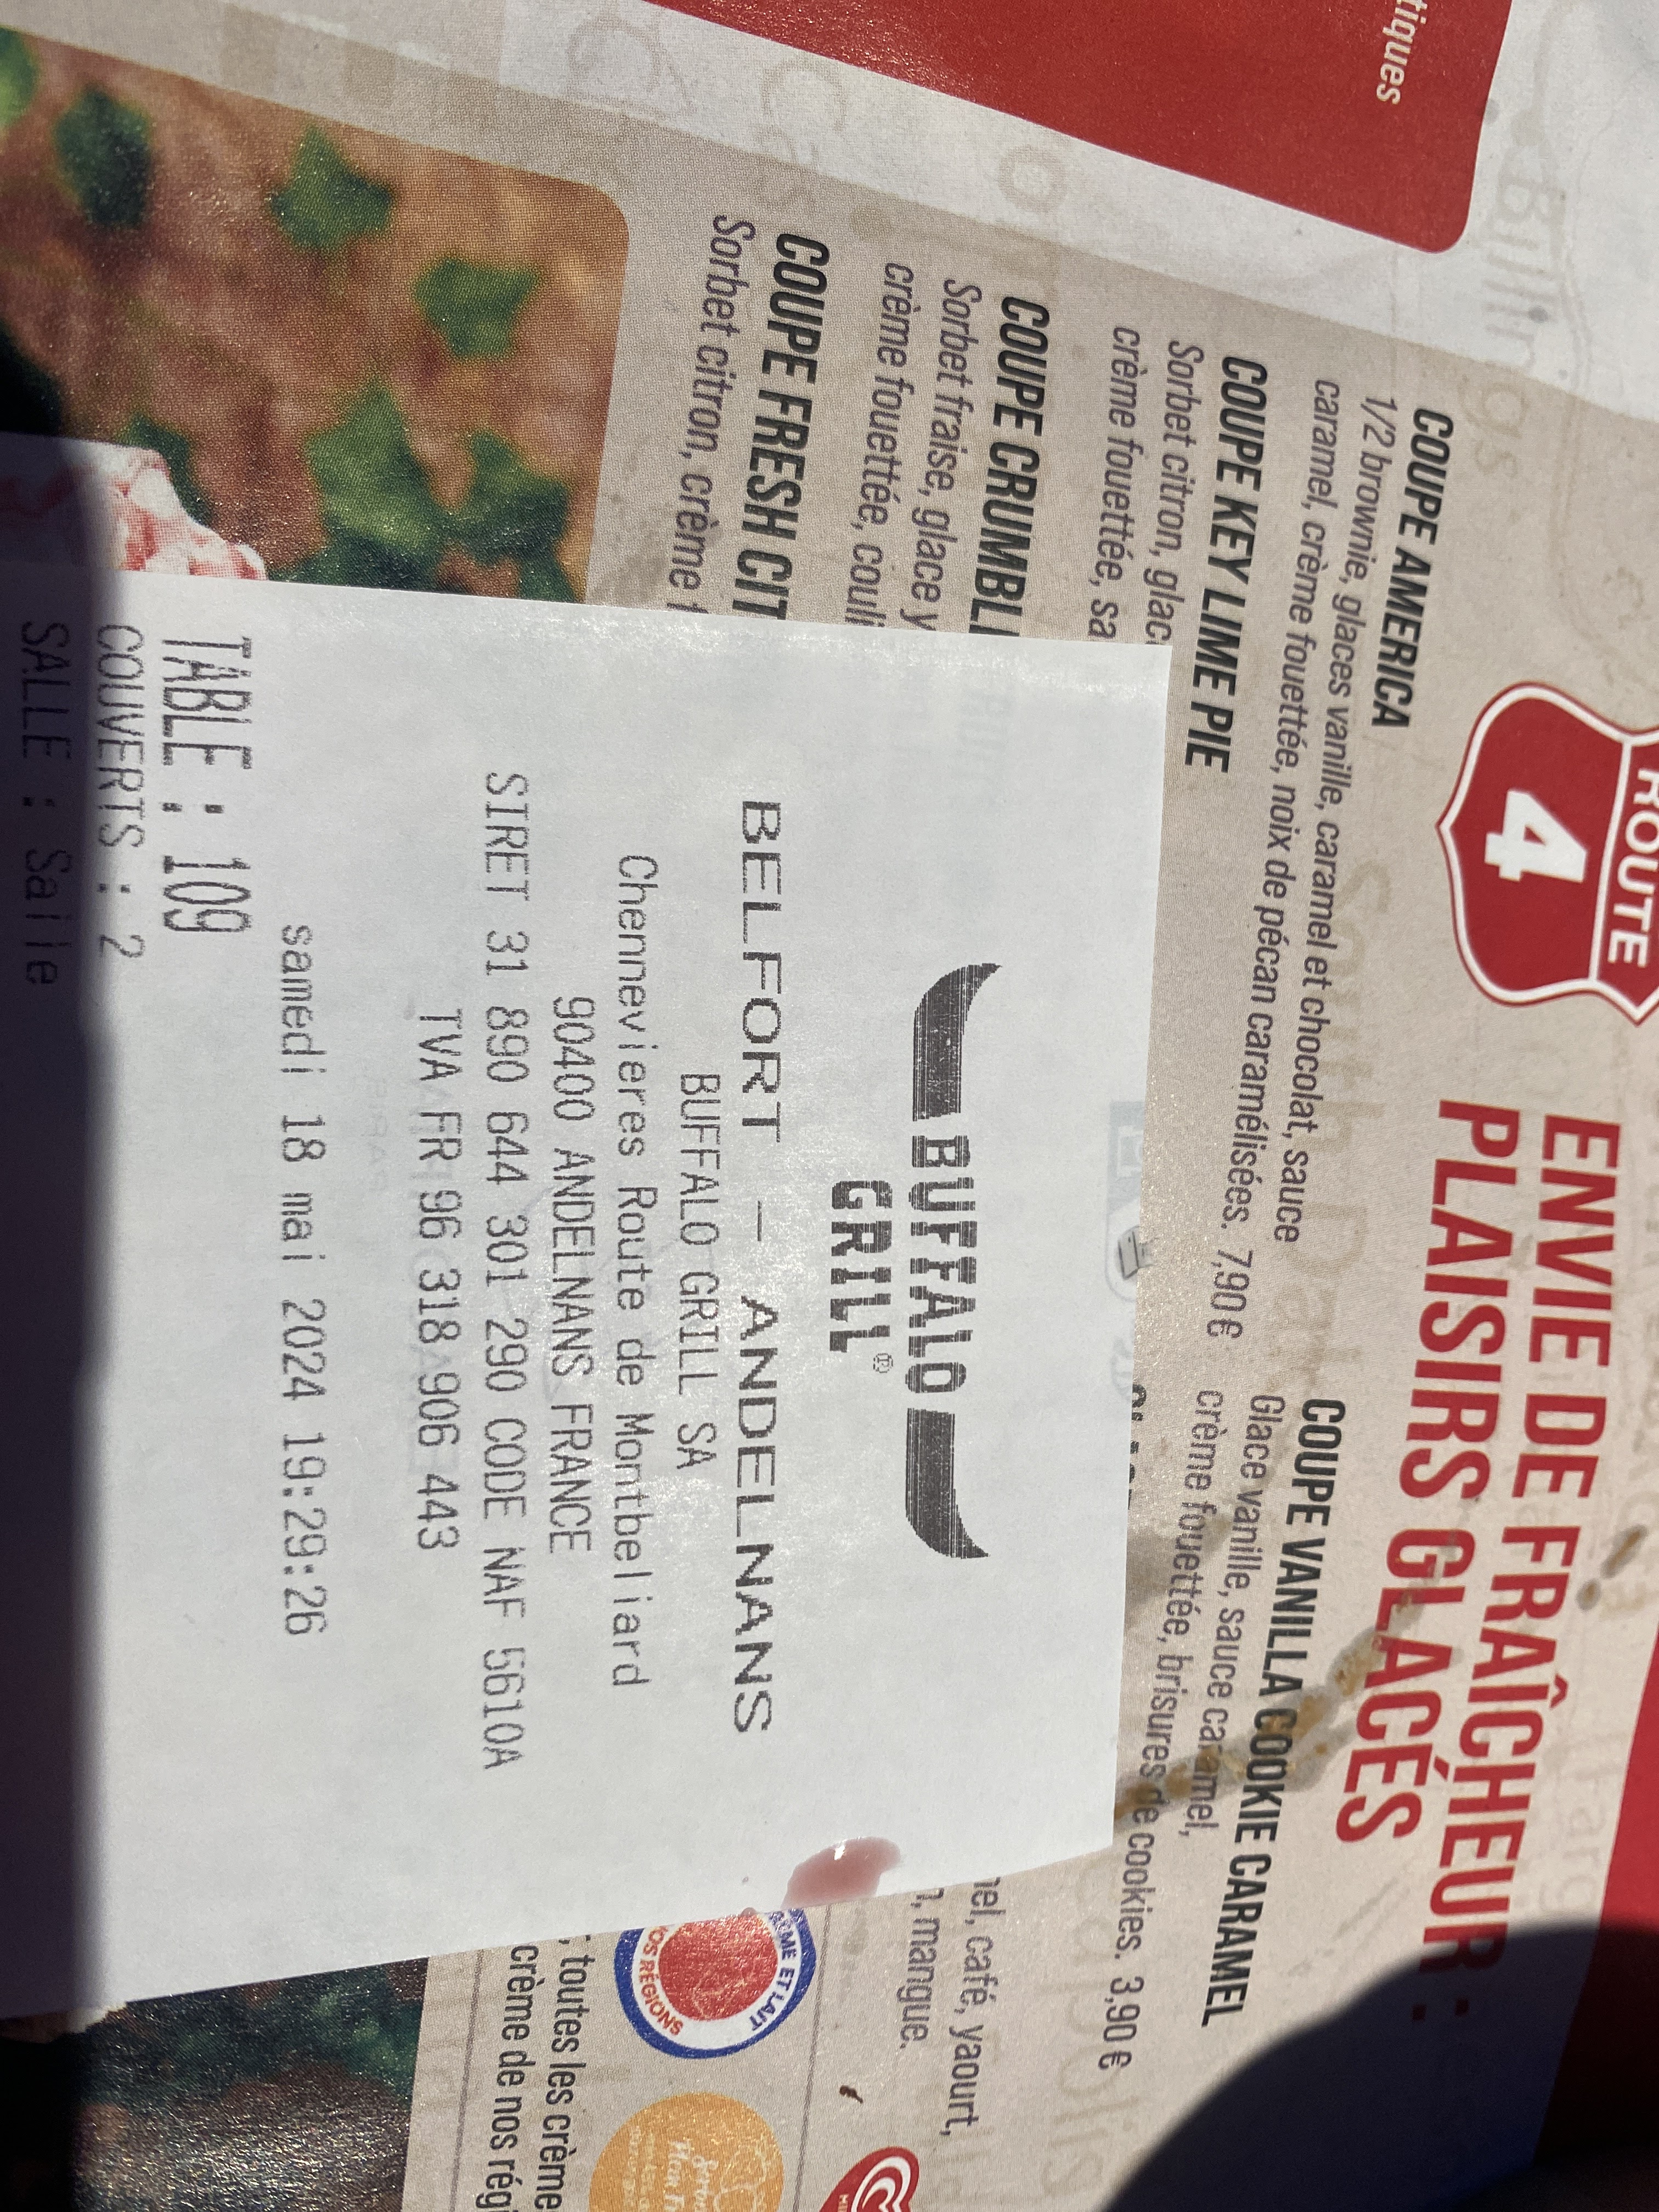 tiques
ROUTE
4
ENVIE DE FRAÎCHEUR :
PLAISIRS GLACÉS
COUPE AMERICA
1/2 brownie, glaces vanille, caramel et chocolat, sauce
caramel, crème fouettée, noix de pécan caramélisées. 7,90 €
COUPE KEY LIME PIE
Sorbet citron, glac
crème fouettée, sa
COUPE CRUMBL
Sorbet fraise, glace y
crème fouettée, couli
COUPE FRESH CIT
Sorbet citron, crème f
COUPE VANILLA COOKIE CARAMEL
Glace vanille, sauce caramel,
crème fouettée, brisures de cookies. 3,90 €
nel, café, yaourt,
n, mangue.
CRÈME ET LAIT
NOS RÉGIONS
, toutes les crème
crème de nos régi
BUFFALO
GRILL®
BELFORT - ANDELNANS
BUFFALO GRILL SA
Chennevieres Route de Montbeliard
90400 ANDELNANS FRANCE
SIRET 31 890 644 301 290 CODE NAF 5610A
TVA FR 96 318 906 443
samedi 18 mai 2024 19:29:26
TABLE : 109
COUVERTS : 2
SALLE : Salle